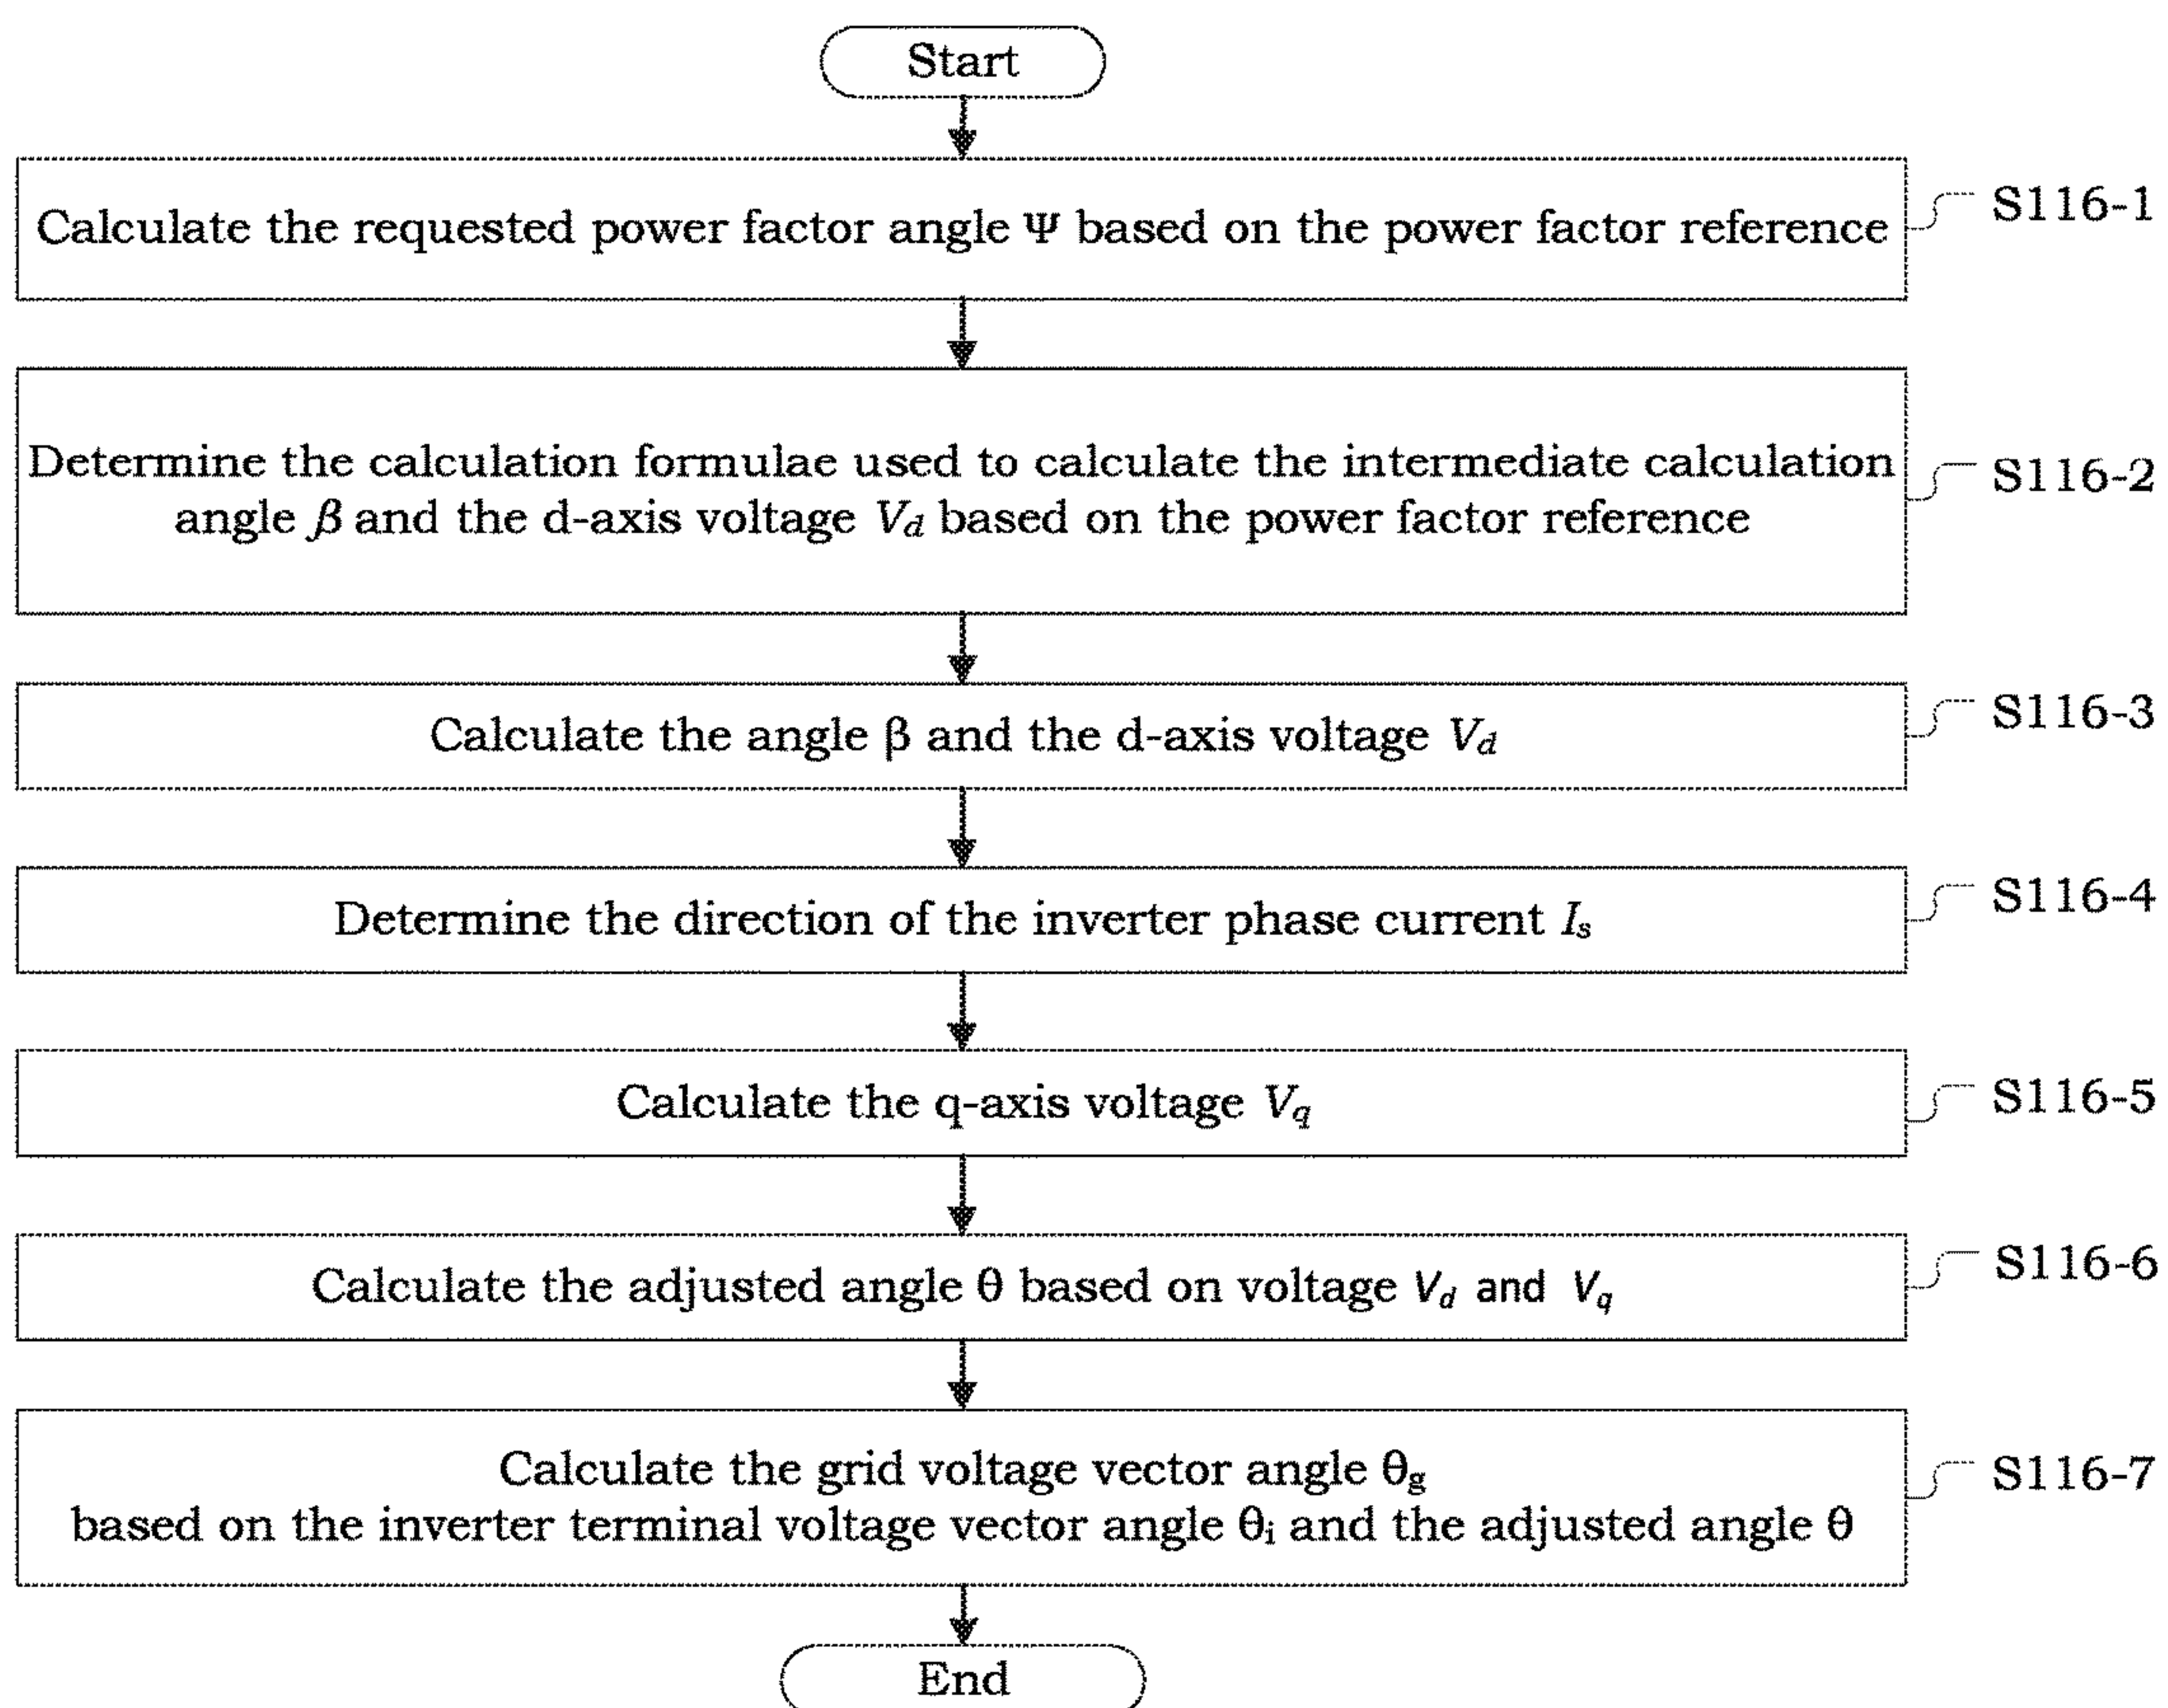 Start
Calculate the requested power factor angle Ψ based on the power factor reference
S116-1
Determine the calculation formulae used to calculate the intermediate calculation
angle β and the d-axis voltage Vd based on the power factor reference
S116-2
Calculate the angle β and the d-axis voltage Vd
S116-3
Determine the direction of the inverter phase current Is
S116-4
Calculate the q-axis voltage Vq
S116-5
Calculate the adjusted angle θ based on voltage Vd and Vq
S116-6
Calculate the grid voltage vector angle θg
based on the inverter terminal voltage vector angle θi and the adjusted angle θ
S116-7
End